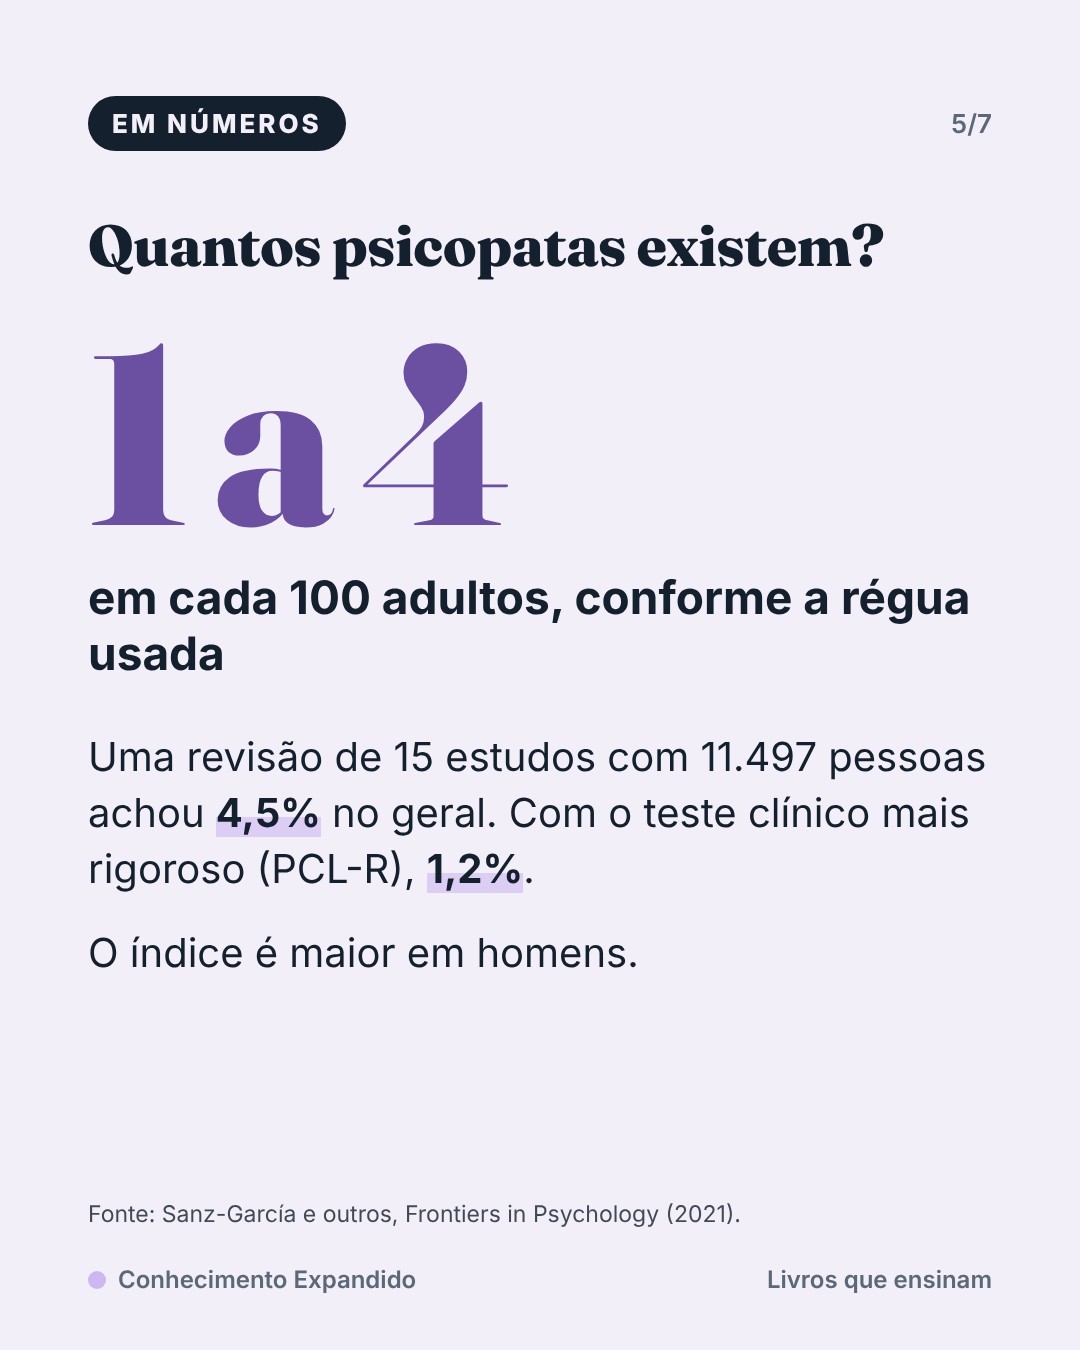 EM NÚMEROS
5/7
Quantos psicopatas existem?
1 a 4
em cada 100 adultos, conforme a régua
usada
Uma revisão de 15 estudos com 11.497 pessoas
achou 4,5% no geral. Com o teste clínico mais
rigoroso (PCL-R), 1,2%.
O índice é maior em homens.
Fonte: Sanz-García e outros, Frontiers in Psychology (2021).
Conhecimento Expandido
Livros que ensinam